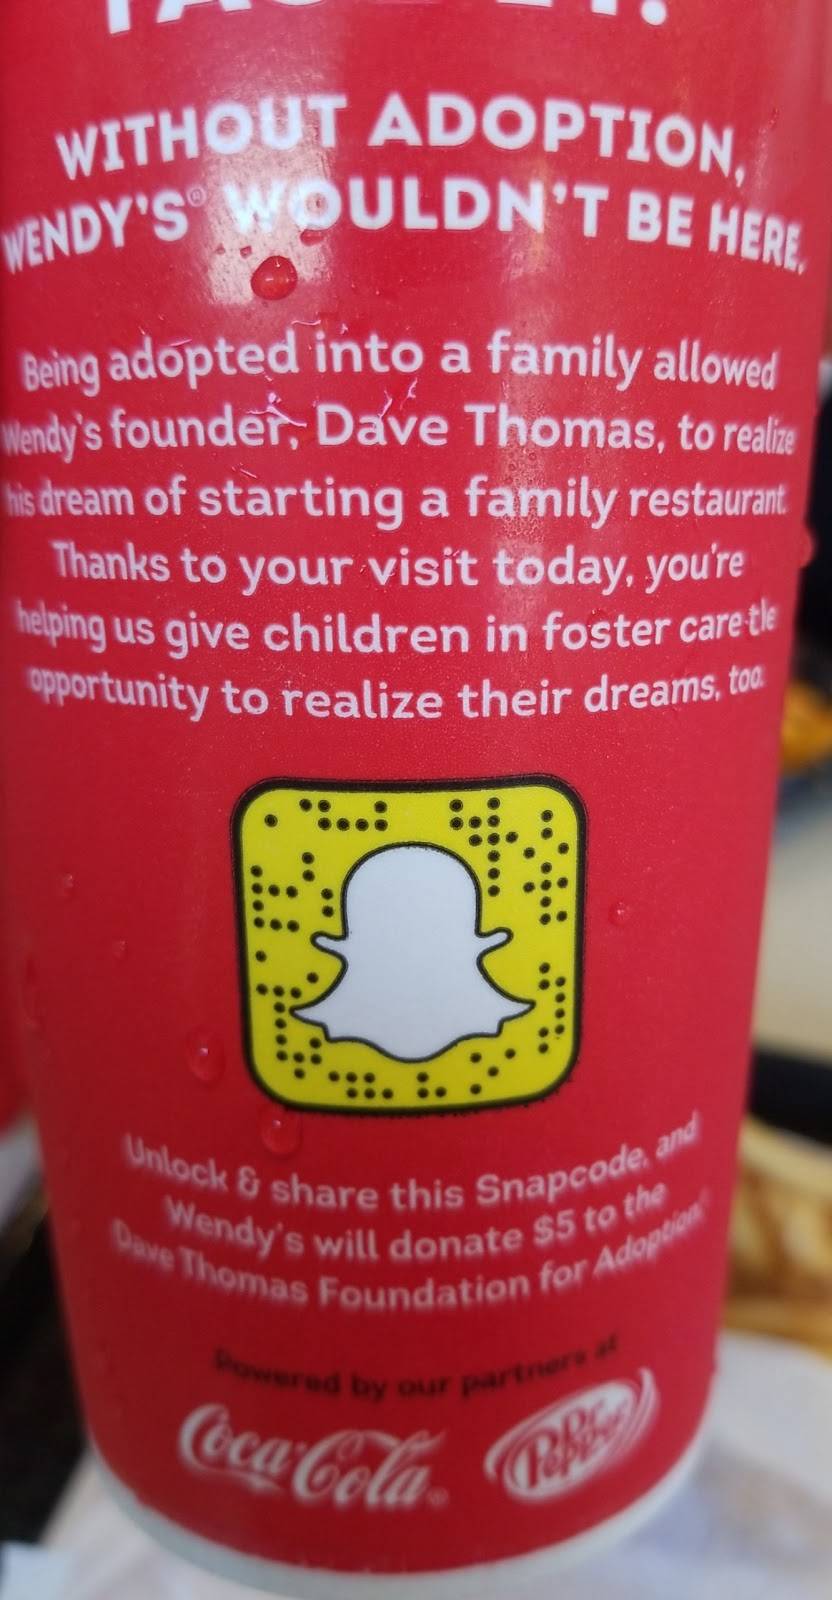 WITHOUT ADOPTION,
WENDY'S® WOULDN'T BE HERE.
Being adopted into a family allowed
Wendy's founder, Dave Thomas, to realize
his dream of starting a family restaurant.
Thanks to your visit today, you're
helping us give children in foster care the
opportunity to realize their dreams, too.
Unlock & share this Snapcode, and
Wendy's will donate $5 to the
Dave Thomas Foundation for Adoption.
Powered by our partners at
Coca-Cola
Dr Pepper